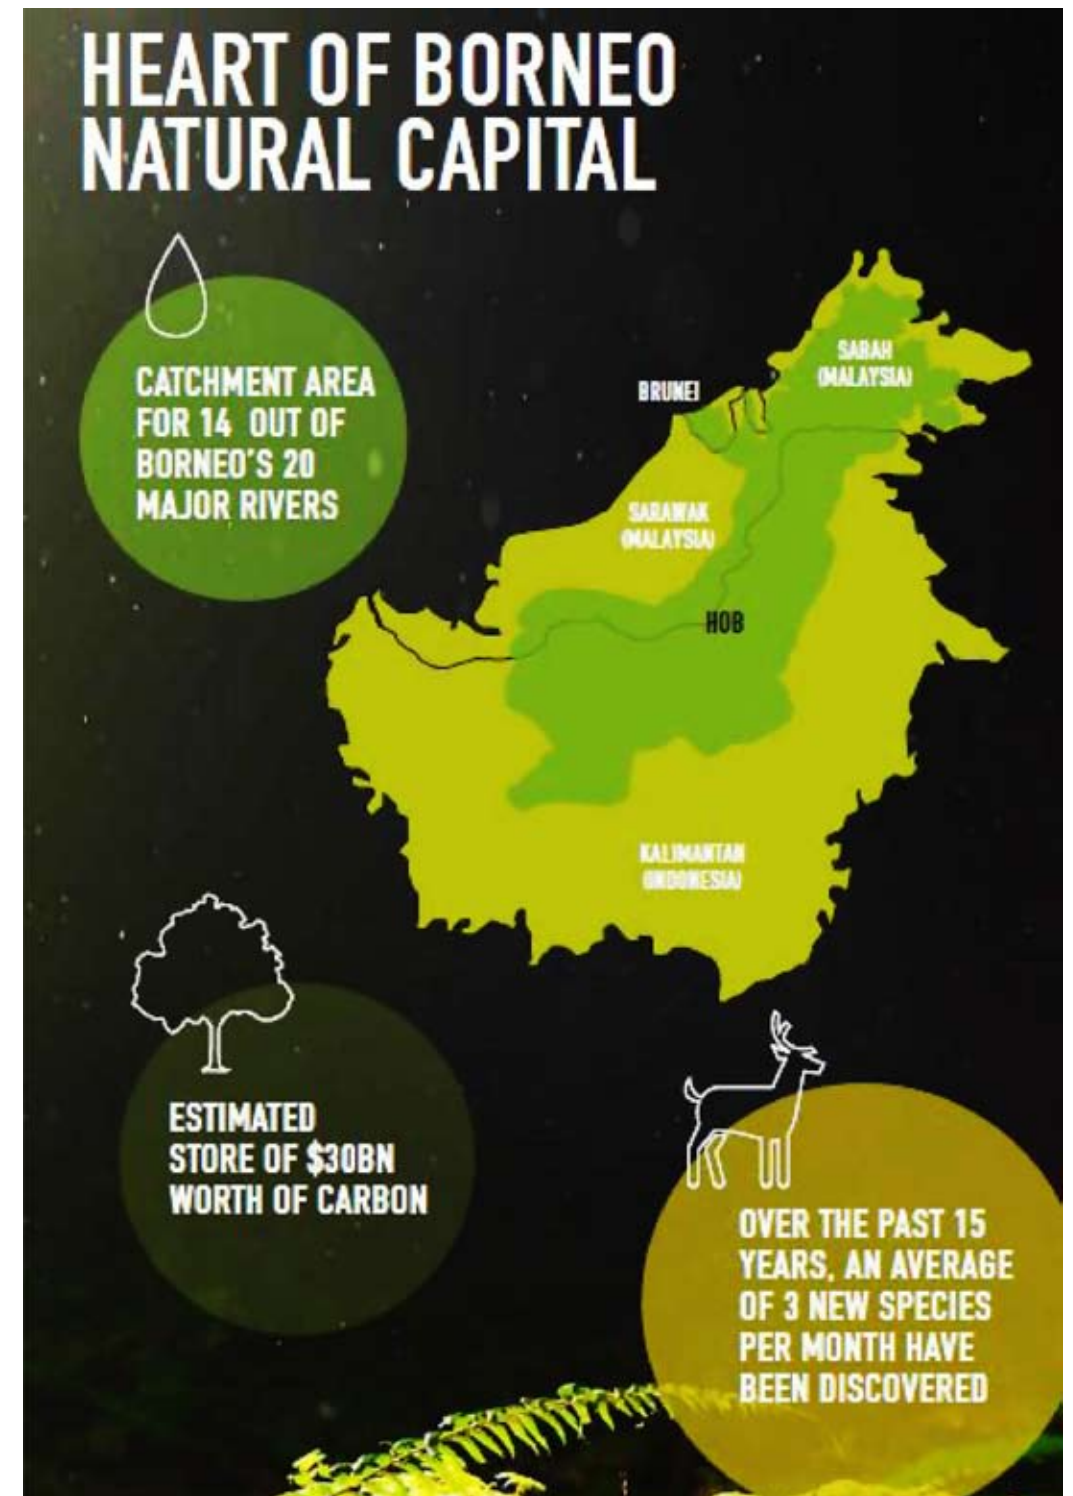 HEART OF BORNEO
NATURAL CAPITAL
CATCHMENT AREA
FOR 14 OUT OF
BORNEO'S 20
MAJOR RIVERS
SABAH
(MALAYSIA)
BRUNEI
SARAWAK
(MALAYSIA)
HOB
KALIMANTAN
(INDONESIA)
ESTIMATED
STORE OF $30BN
WORTH OF CARBON
OVER THE PAST 15
YEARS, AN AVERAGE
OF 3 NEW SPECIES
PER MONTH HAVE
BEEN DISCOVERED